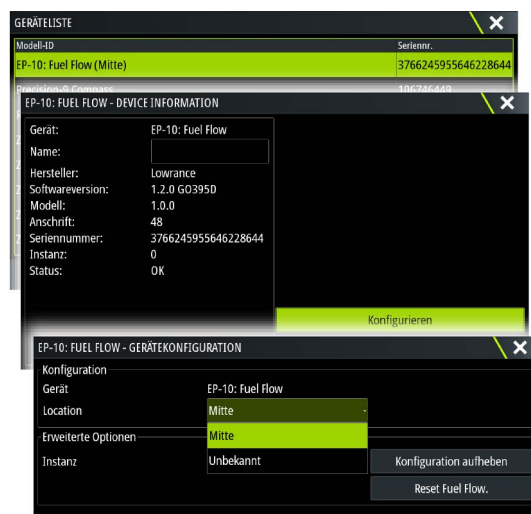 GERÄTELISTE
Modell-ID Seriennr.
EP-10: Fuel Flow (Mitte) 3766245955646228644
Precision-9 Compass 106746449
EP-10: FUEL FLOW - DEVICE INFORMATION
Gerät: EP-10: Fuel Flow
Name:
Hersteller: Lowrance
Softwareversion: 1.2.0 GO395D
Modell: 1.0.0
Anschrift: 48
Seriennummer: 3766245955646228644
Instanz: 0
Status: OK
Konfigurieren
EP-10: FUEL FLOW - GERÄTEKONFIGURATION
Konfiguration
Gerät EP-10: Fuel Flow
Location Mitte
Erweiterte Optionen Mitte
Instanz Unbekannt Konfiguration aufheben
Reset Fuel Flow.